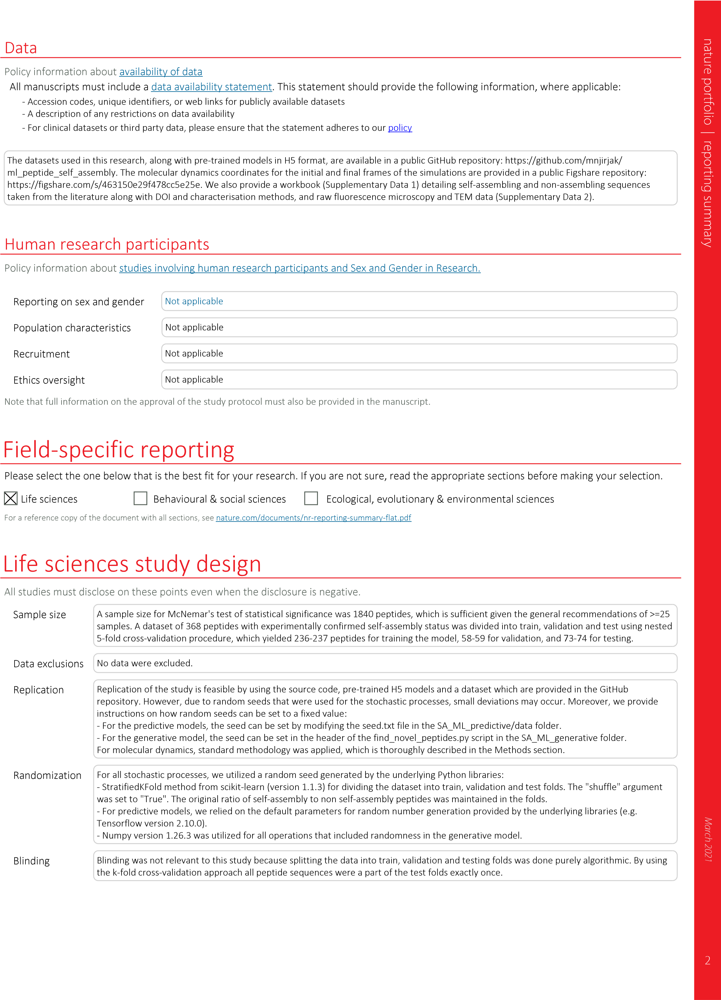 Data
Policy information about availability of data
All manuscripts must include a data availability statement. This statement should provide the following information, where applicable:
- Accession codes, unique identifiers, or web links for publicly available datasets
- A description of any restrictions on data availability
- For clinical datasets or third party data, please ensure that the statement adheres to our policy
The datasets used in this research, along with pre-trained models in H5 format, are available in a public GitHub repository: https://github.com/mnjirjak/
ml_peptide_self_assembly. The molecular dynamics coordinates for the initial and final frames of the simulations are provided in a public Figshare repository:
https://figshare.com/s/463150e29f478cc5e25e. We also provide a workbook (Supplementary Data 1) detailing self-assembling and non-assembling sequences
taken from the literature along with DOI and characterisation methods, and raw fluorescence microscopy and TEM data (Supplementary Data 2).
Human research participants
Policy information about studies involving human research participants and Sex and Gender in Research.
Reporting on sex and gender
Not applicable
Population characteristics
Not applicable
Recruitment
Not applicable
Ethics oversight
Not applicable
Note that full information on the approval of the study protocol must also be provided in the manuscript.
Field-specific reporting
Please select the one below that is the best fit for your research. If you are not sure, read the appropriate sections before making your selection.
Life sciences
Behavioural & social sciences
Ecological, evolutionary & environmental sciences
For a reference copy of the document with all sections, see nature.com/documents/nr-reporting-summary-flat.pdf
Life sciences study design
All studies must disclose on these points even when the disclosure is negative.
Sample size
A sample size for McNemar's test of statistical significance was 1840 peptides, which is sufficient given the general recommendations of >=25
samples. A dataset of 368 peptides with experimentally confirmed self-assembly status was divided into train, validation and test using nested
5-fold cross-validation procedure, which yielded 236-237 peptides for training the model, 58-59 for validation, and 73-74 for testing.
Data exclusions
No data were excluded.
Replication
Replication of the study is feasible by using the source code, pre-trained H5 models and a dataset which are provided in the GitHub
repository. However, due to random seeds that were used for the stochastic processes, small deviations may occur. Moreover, we provide
instructions on how random seeds can be set to a fixed value:
- For the predictive models, the seed can be set by modifying the seed.txt file in the SA_ML_predictive/data folder.
- For the generative model, the seed can be set in the header of the find_novel_peptides.py script in the SA_ML_generative folder.
For molecular dynamics, standard methodology was applied, which is thoroughly described in the Methods section.
Randomization
For all stochastic processes, we utilized a random seed generated by the underlying Python libraries:
- StratifiedKFold method from scikit-learn (version 1.1.3) for dividing the dataset into train, validation and test folds. The "shuffle" argument
was set to "True". The original ratio of self-assembly to non self-assembly peptides was maintained in the folds.
- For predictive models, we relied on the default parameters for random number generation provided by the underlying libraries (e.g.
Tensorflow version 2.10.0).
- Numpy version 1.26.3 was utilized for all operations that included randomness in the generative model.
Blinding
Blinding was not relevant to this study because splitting the data into train, validation and testing folds was done purely algorithmic. By using
the k-fold cross-validation approach all peptide sequences were a part of the test folds exactly once.
nature portfolio | reporting summary
March 2021
2